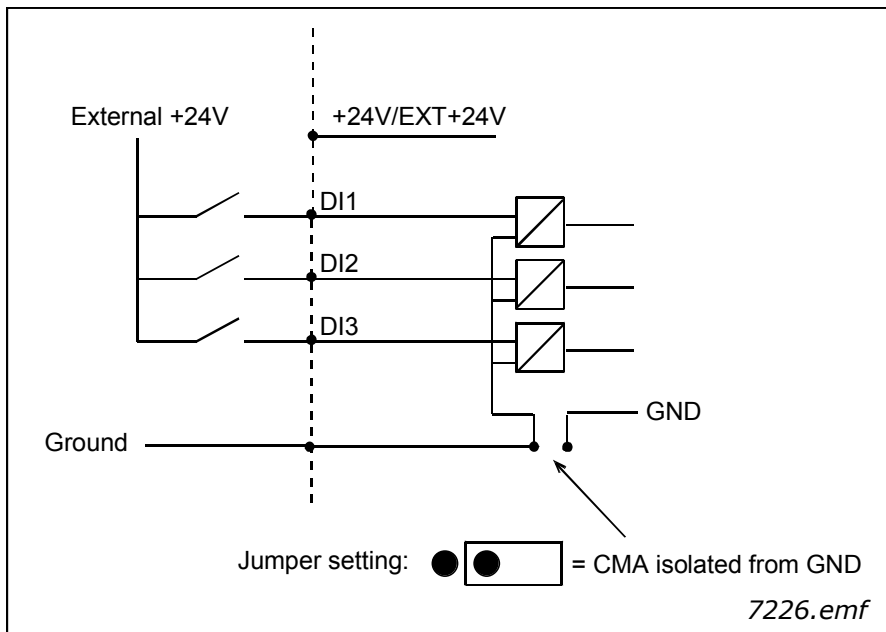 External +24V
+24V/EXT+24V
DI1
DI2
DI3
GND
Ground
Jumper setting:
= CMA isolated from GND
7226.emf